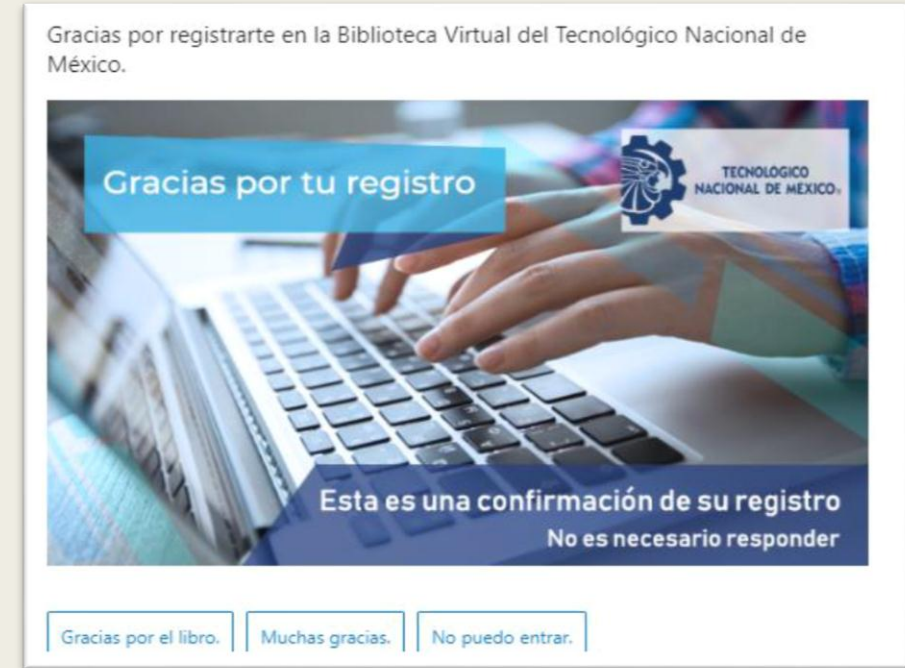 Gracias por registrarte en la Biblioteca Virtual del Tecnológico Nacional de
México.
Gracias por tu registro
TECNOLÓGICO
NACIONAL DE MÉXICO
Esta es una confirmación de su registro
No es necesario responder
Gracias por el libro.
Muchas gracias.
No puedo entrar.